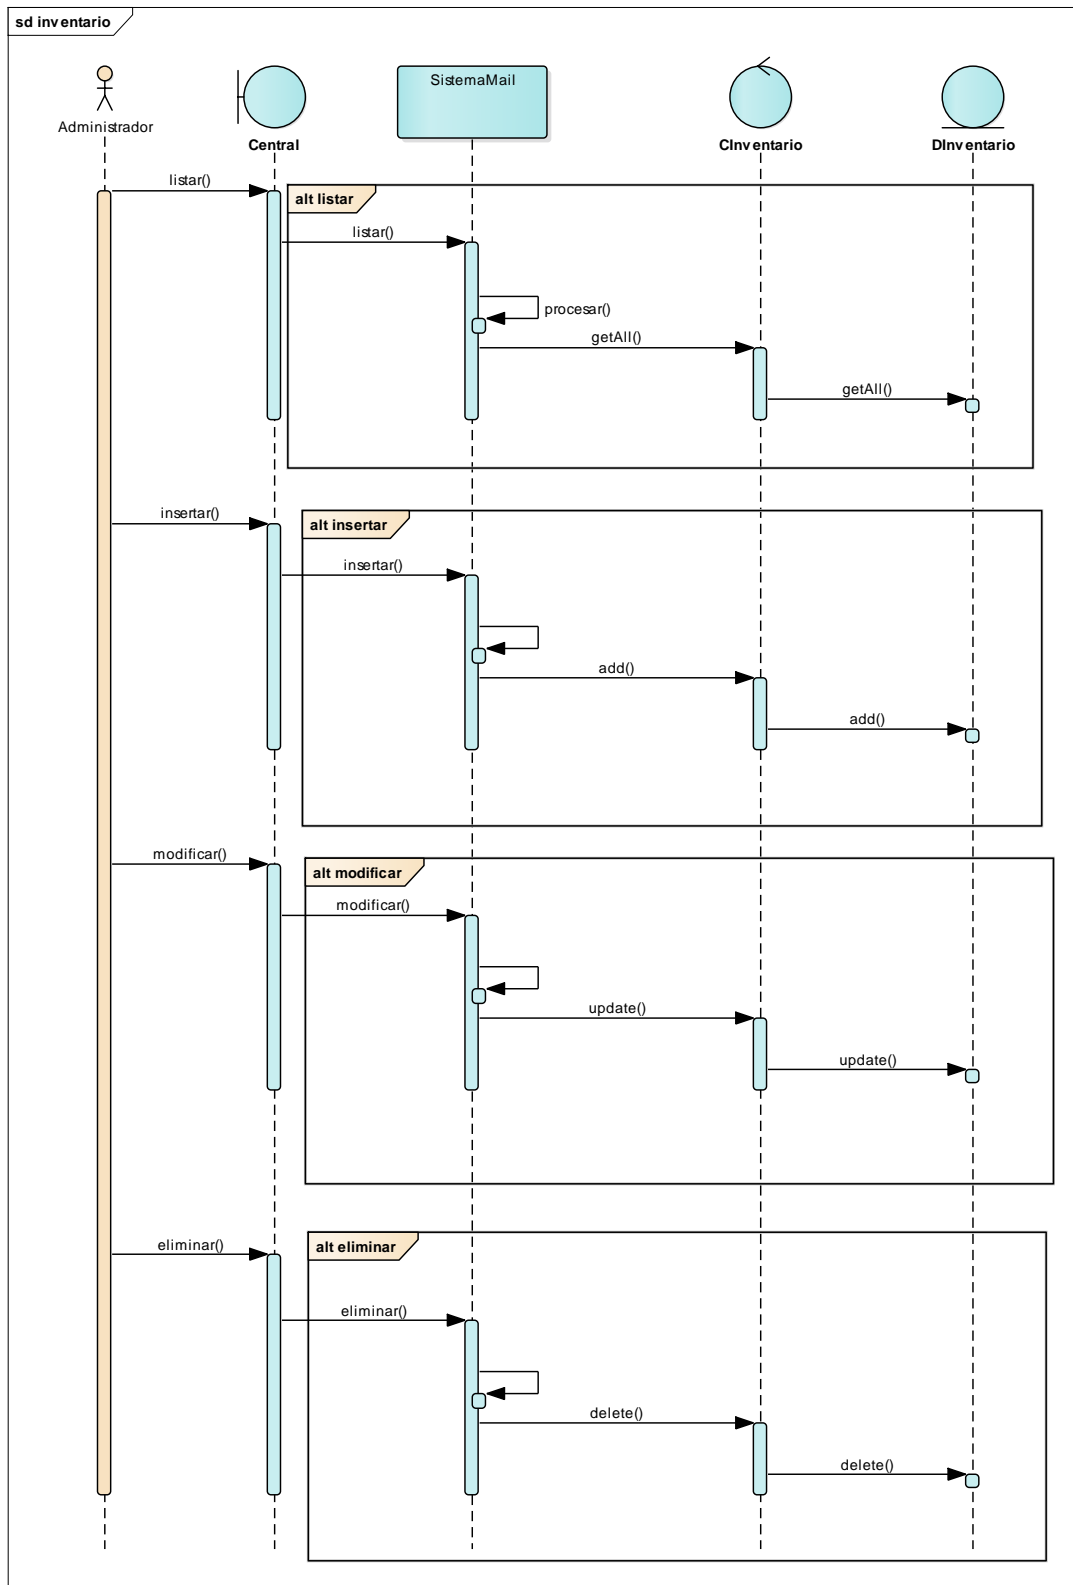 sd inventario
Administrador
Central
SistemaMail
CInventario
DInventario
listar()
alt listar
listar()
procesar()
getAll()
getAll()
insertar()
alt insertar
insertar()
add()
add()
modificar()
alt modificar
modificar()
update()
update()
eliminar()
alt eliminar
eliminar()
delete()
delete()